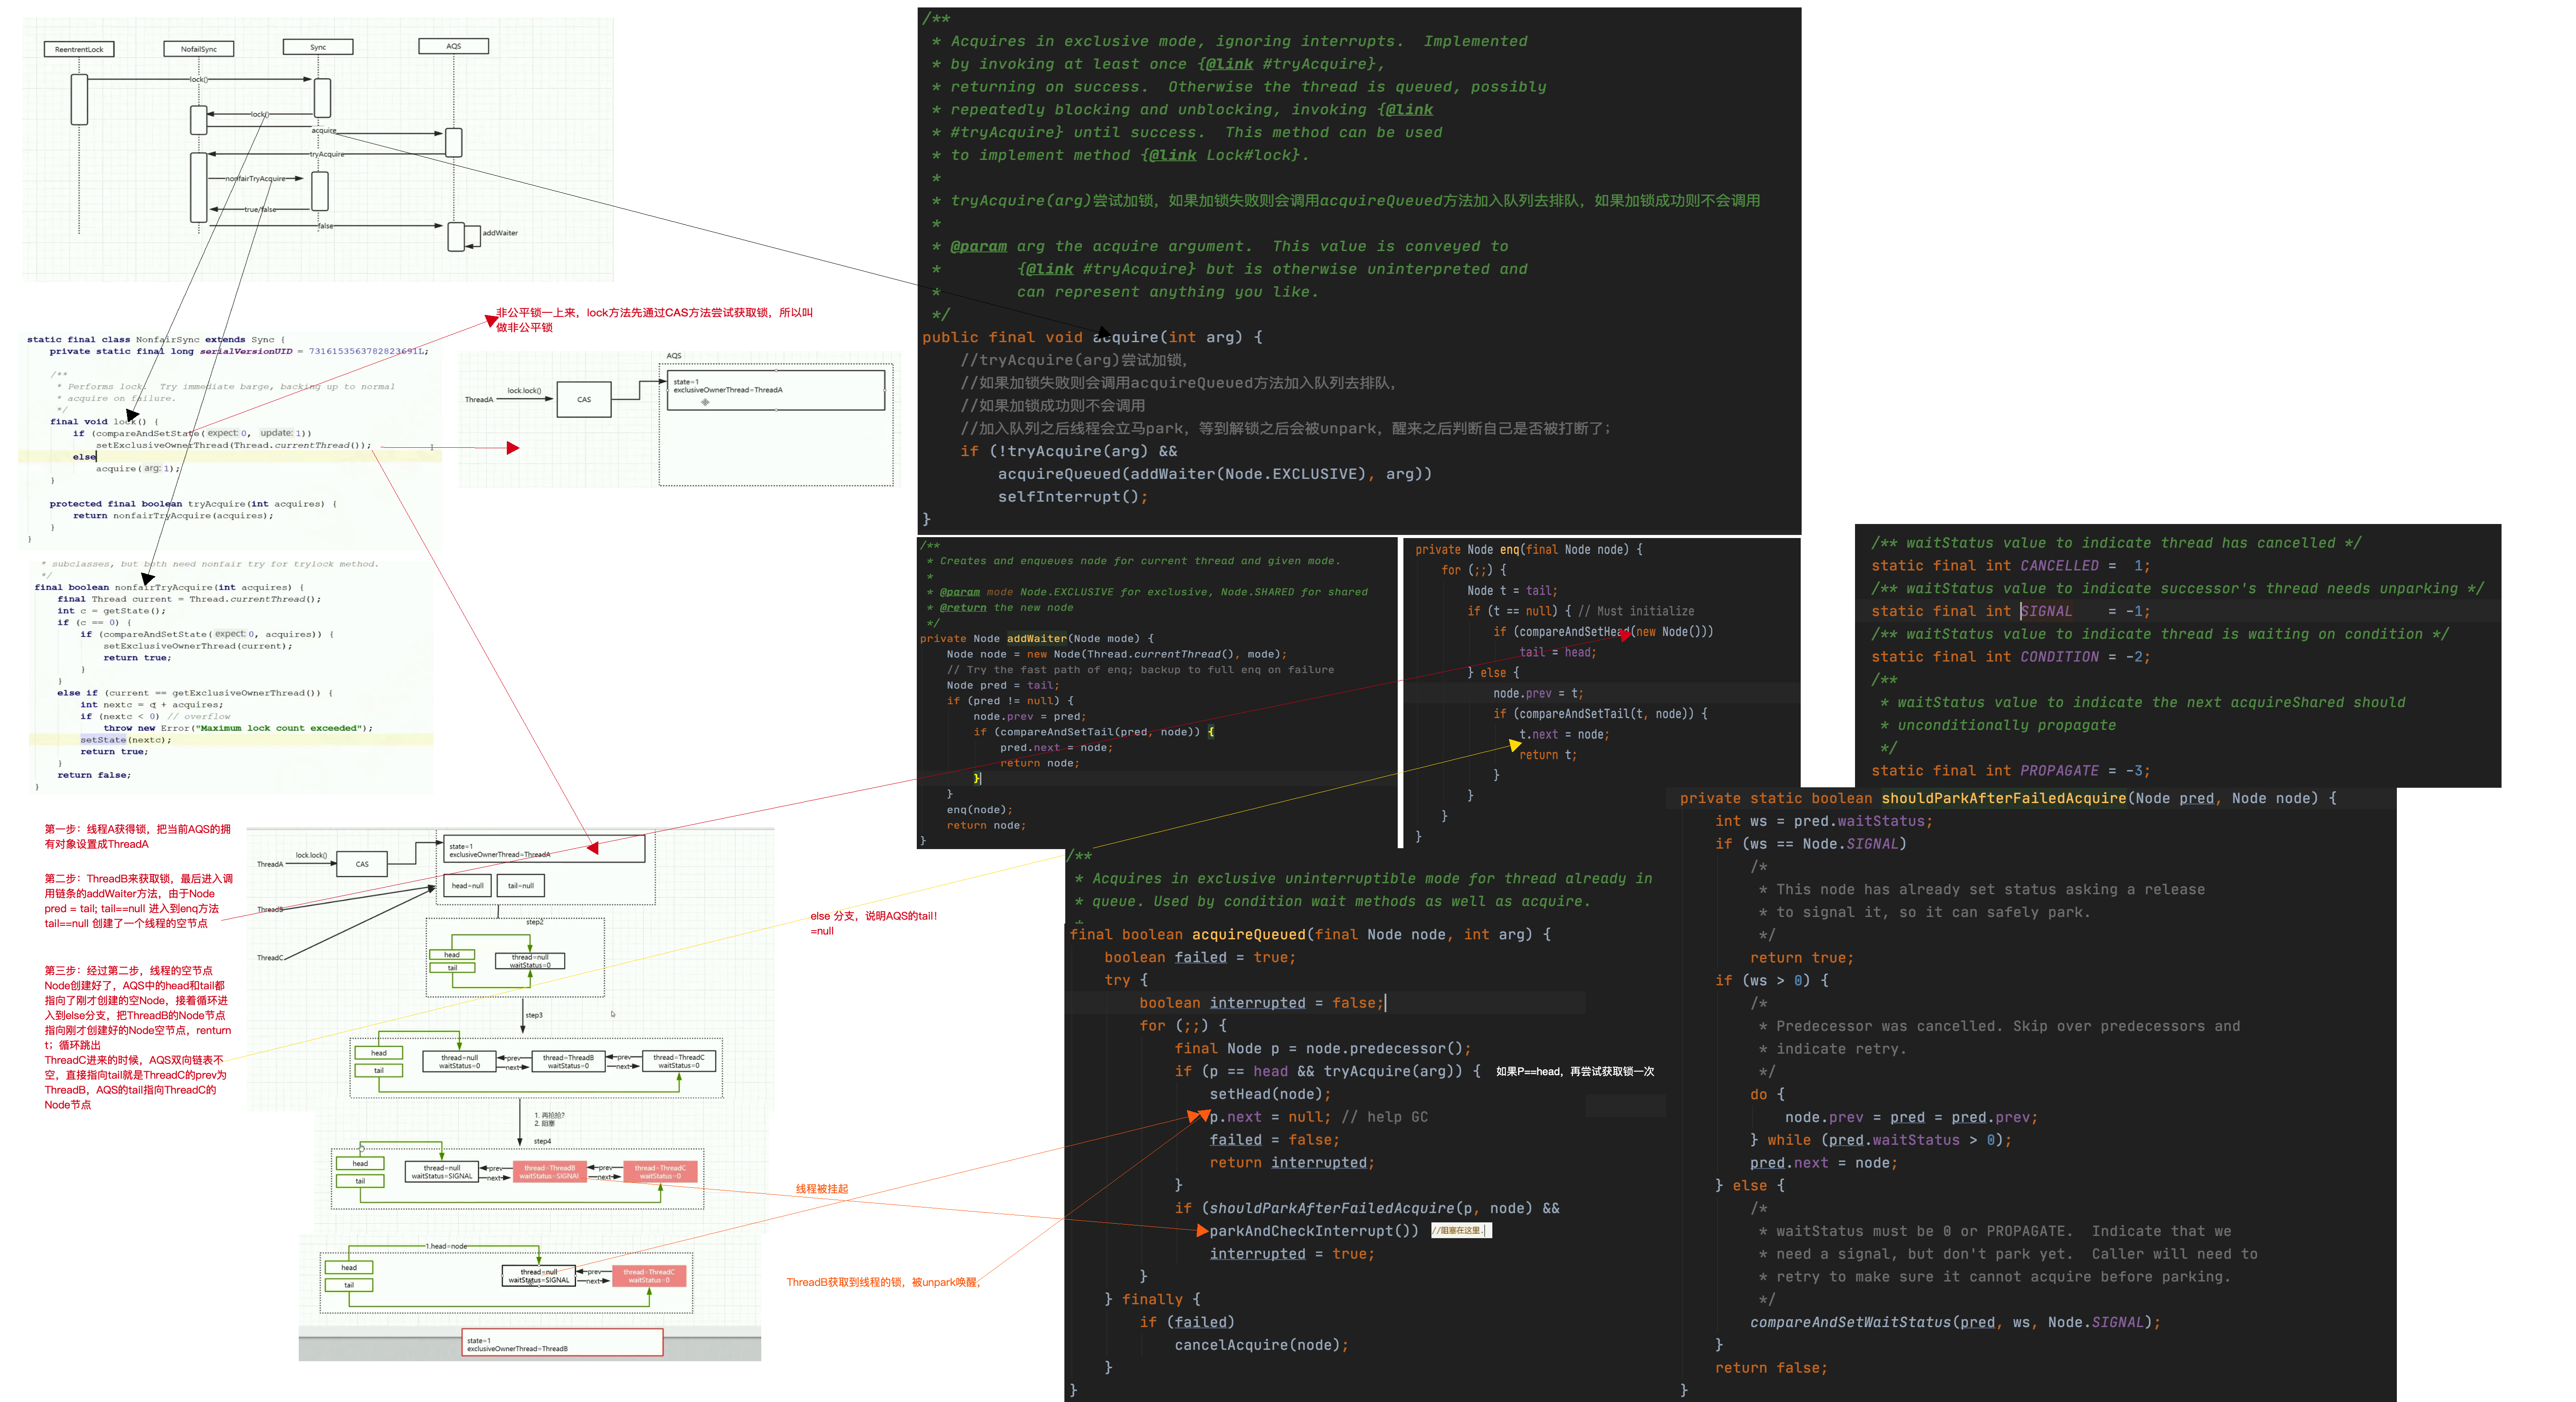 ReentrentLock
NofailSync
Sync
AQS
lock()
lock()
acquire
tryAcquire
nonfairTryAcquire
true/false
false
addWaiter
非公平锁一上来，lock方法先通过CAS方法尝试获取锁，所以叫
做非公平锁
static final class NonfairSync extends Sync {
private static final long serialVersionUID = 7316153563782823691L;
/**
* Performs lock.  Try immediate barge, backing up to normal
* acquire on failure.
*/
final void lock() {
if (compareAndSetState( expect: 0,  update: 1))
setExclusiveOwnerThread(Thread.currentThread());
else
acquire( arg: 1);
}
protected final boolean tryAcquire(int acquires) {
return nonfairTryAcquire(acquires);
}
}
AQS
ThreadA
lock.lock()
CAS
state=1
exclusiveOwnerThread=ThreadA
* subclasses, but both need nonfair try for trylock method.
*/
final boolean nonfairTryAcquire(int acquires) {
final Thread current = Thread.currentThread();
int c = getState();
if (c == 0) {
if (compareAndSetState( expect: 0, acquires)) {
setExclusiveOwnerThread(current);
return true;
}
}
else if (current == getExclusiveOwnerThread()) {
int nextc = c + acquires;
if (nextc < 0) // overflow
throw new Error("Maximum lock count exceeded");
setState(nextc);
return true;
}
return false;
}
第一步：线程A获得锁，把当前AQS的拥
有对象设置成ThreadA
第二步：ThreadB来获取锁，最后进入调
用链条的addWaiter方法，由于Node
pred = tail; tail==null 进入到enq方法
tail==null 创建了一个线程的空节点
第三步：经过第二步，线程的空节点
Node创建好了，AQS中的head和tail都
指向了刚才创建的空Node，接着循环进
入到else分支，把ThreadB的Node节点
指向刚才创建好的Node空节点，renturn
t；循环跳出
ThreadC进来的时候，AQS双向链表不
空，直接指向tail就是ThreadC的prev为
ThreadB，AQS的tail指向ThreadC的
Node节点
ThreadA
lock.lock()
CAS
state=1
exclusiveOwnerThread=ThreadA
head=null
tail=null
ThreadB
ThreadC
step2
head
tail
thread=null
waitStatus=0
step3
head
tail
thread=null
waitStatus=0
prev
next
thread=ThreadB
waitStatus=0
prev
next
thread=ThreadC
waitStatus=0
1. 再抢抢?
2. 阻塞
step4
head
tail
thread=null
waitStatus=SIGNAL
prev
next
thread=ThreadB
waitStatus=SIGNAL
prev
next
thread=ThreadC
waitStatus=0
1.head=node
head
tail
thread=null
waitStatus=SIGNAL
prev
next
thread=ThreadC
waitStatus=0
state=1
exclusiveOwnerThread=ThreadB
else 分支，说明AQS的tail!
=null
线程被挂起
ThreadB获取到线程的锁，被unpark唤醒，
/**
* Acquires in exclusive mode, ignoring interrupts.  Implemented
* by invoking at least once {@link #tryAcquire},
* returning on success.  Otherwise the thread is queued, possibly
* repeatedly blocking and unblocking, invoking {@link
* #tryAcquire} until success.  This method can be used
* to implement method {@link Lock#lock}.
*
* tryAcquire(arg)尝试加锁，如果加锁失败则会调用acquireQueued方法加入队列去排队，如果加锁成功则不会调用
*
* @param arg the acquire argument.  This value is conveyed to
*        {@link #tryAcquire} but is otherwise uninterpreted and
*        can represent anything you like.
*/
public final void acquire(int arg) {
//tryAcquire(arg)尝试加锁，
//如果加锁失败则会调用acquireQueued方法加入队列去排队，
//如果加锁成功则不会调用
//加入队列之后线程会立马park，等到解锁之后会被unpark，醒来之后判断自己是否被打断了;
if (!tryAcquire(arg) &&
acquireQueued(addWaiter(Node.EXCLUSIVE), arg))
selfInterrupt();
}
/**
* Creates and enqueues node for current thread and given mode.
*
* @param mode Node.EXCLUSIVE for exclusive, Node.SHARED for shared
* @return the new node
*/
private Node addWaiter(Node mode) {
Node node = new Node(Thread.currentThread(), mode);
// Try the fast path of enq; backup to full enq on failure
Node pred = tail;
if (pred != null) {
node.prev = pred;
if (compareAndSetTail(pred, node)) {
pred.next = node;
return node;
}
}
enq(node);
return node;
}
private Node enq(final Node node) {
for (;;) {
Node t = tail;
if (t == null) { // Must initialize
if (compareAndSetHead(new Node()))
tail = head;
} else {
node.prev = t;
if (compareAndSetTail(t, node)) {
t.next = node;
return t;
}
}
}
}
/** waitStatus value to indicate thread has cancelled */
static final int CANCELLED =  1;
/** waitStatus value to indicate successor's thread needs unparking */
static final int SIGNAL    = -1;
/** waitStatus value to indicate thread is waiting on condition */
static final int CONDITION = -2;
/**
* waitStatus value to indicate the next acquireShared should
* unconditionally propagate
*/
static final int PROPAGATE = -3;
/**
* Acquires in exclusive uninterruptible mode for thread already in
* queue. Used by condition wait methods as well as acquire.
*
final boolean acquireQueued(final Node node, int arg) {
boolean failed = true;
try {
boolean interrupted = false;
for (;;) {
final Node p = node.predecessor();
if (p == head && tryAcquire(arg)) {  如果P==head，再尝试获取锁一次
setHead(node);
p.next = null; // help GC
failed = false;
return interrupted;
}
if (shouldParkAfterFailedAcquire(p, node) &&
parkAndCheckInterrupt())  //阻塞在这里.
interrupted = true;
}
} finally {
if (failed)
cancelAcquire(node);
}
}
private static boolean shouldParkAfterFailedAcquire(Node pred, Node node) {
int ws = pred.waitStatus;
if (ws == Node.SIGNAL)
/*
* This node has already set status asking a release
* to signal it, so it can safely park.
*/
return true;
if (ws > 0) {
/*
* Predecessor was cancelled. Skip over predecessors and
* indicate retry.
*/
do {
node.prev = pred = pred.prev;
} while (pred.waitStatus > 0);
pred.next = node;
} else {
/*
* waitStatus must be 0 or PROPAGATE.  Indicate that we
* need a signal, but don't park yet.  Caller will need to
* retry to make sure it cannot acquire before parking.
*/
compareAndSetWaitStatus(pred, ws, Node.SIGNAL);
}
return false;
}